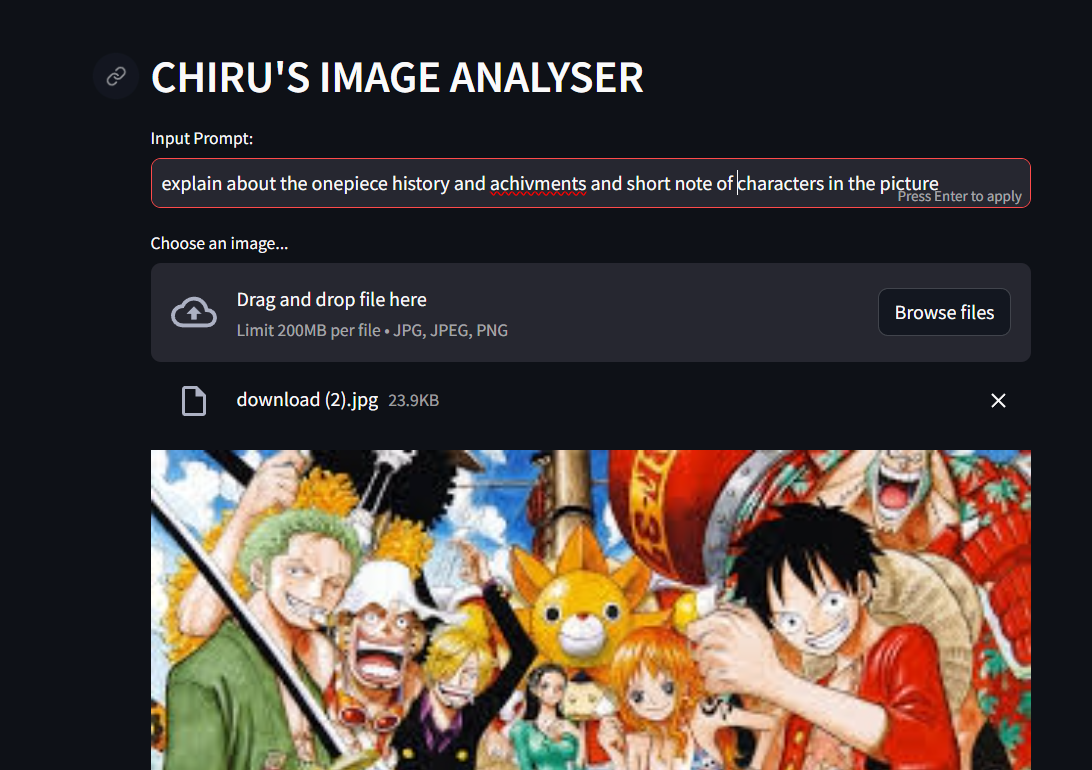 CHIRU'S IMAGE ANALYSER
Input Prompt:
explain about the onepiece history and achivments and short note of characters in the picture
Press Enter to apply
Choose an image...
Drag and drop file here
Limit 200MB per file • JPG, JPEG, PNG
Browse files
download (2).jpg 23.9KB